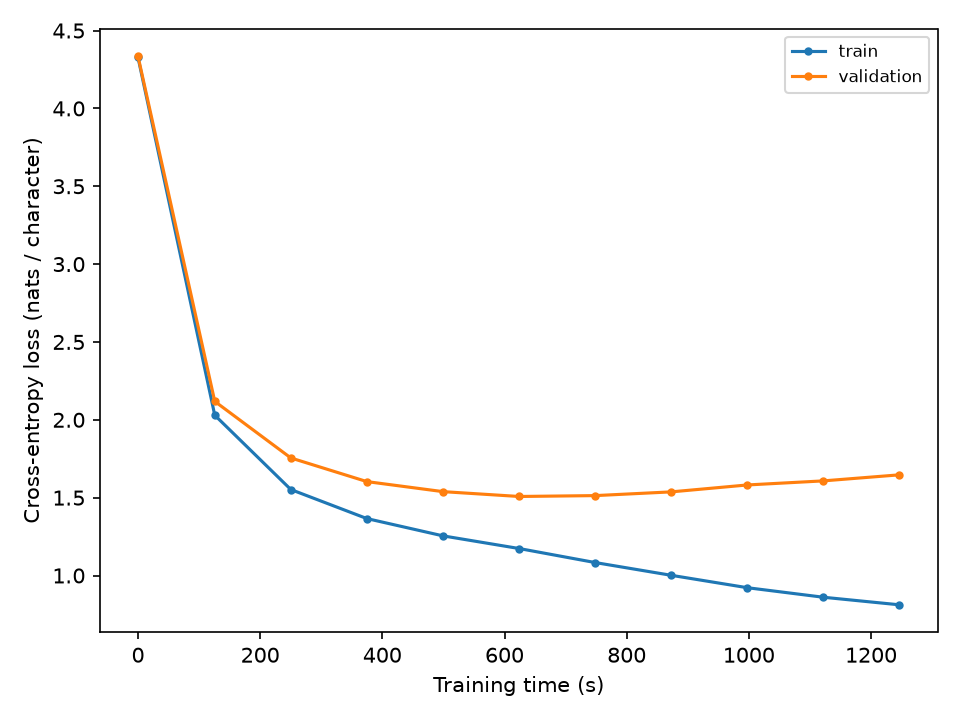 4.5
4.0
3.5
3.0
2.5
2.0
1.5
1.0
Cross-entropy loss (nats / character)
train
validation
0 200 400 600 800 1000 1200
Training time (s)